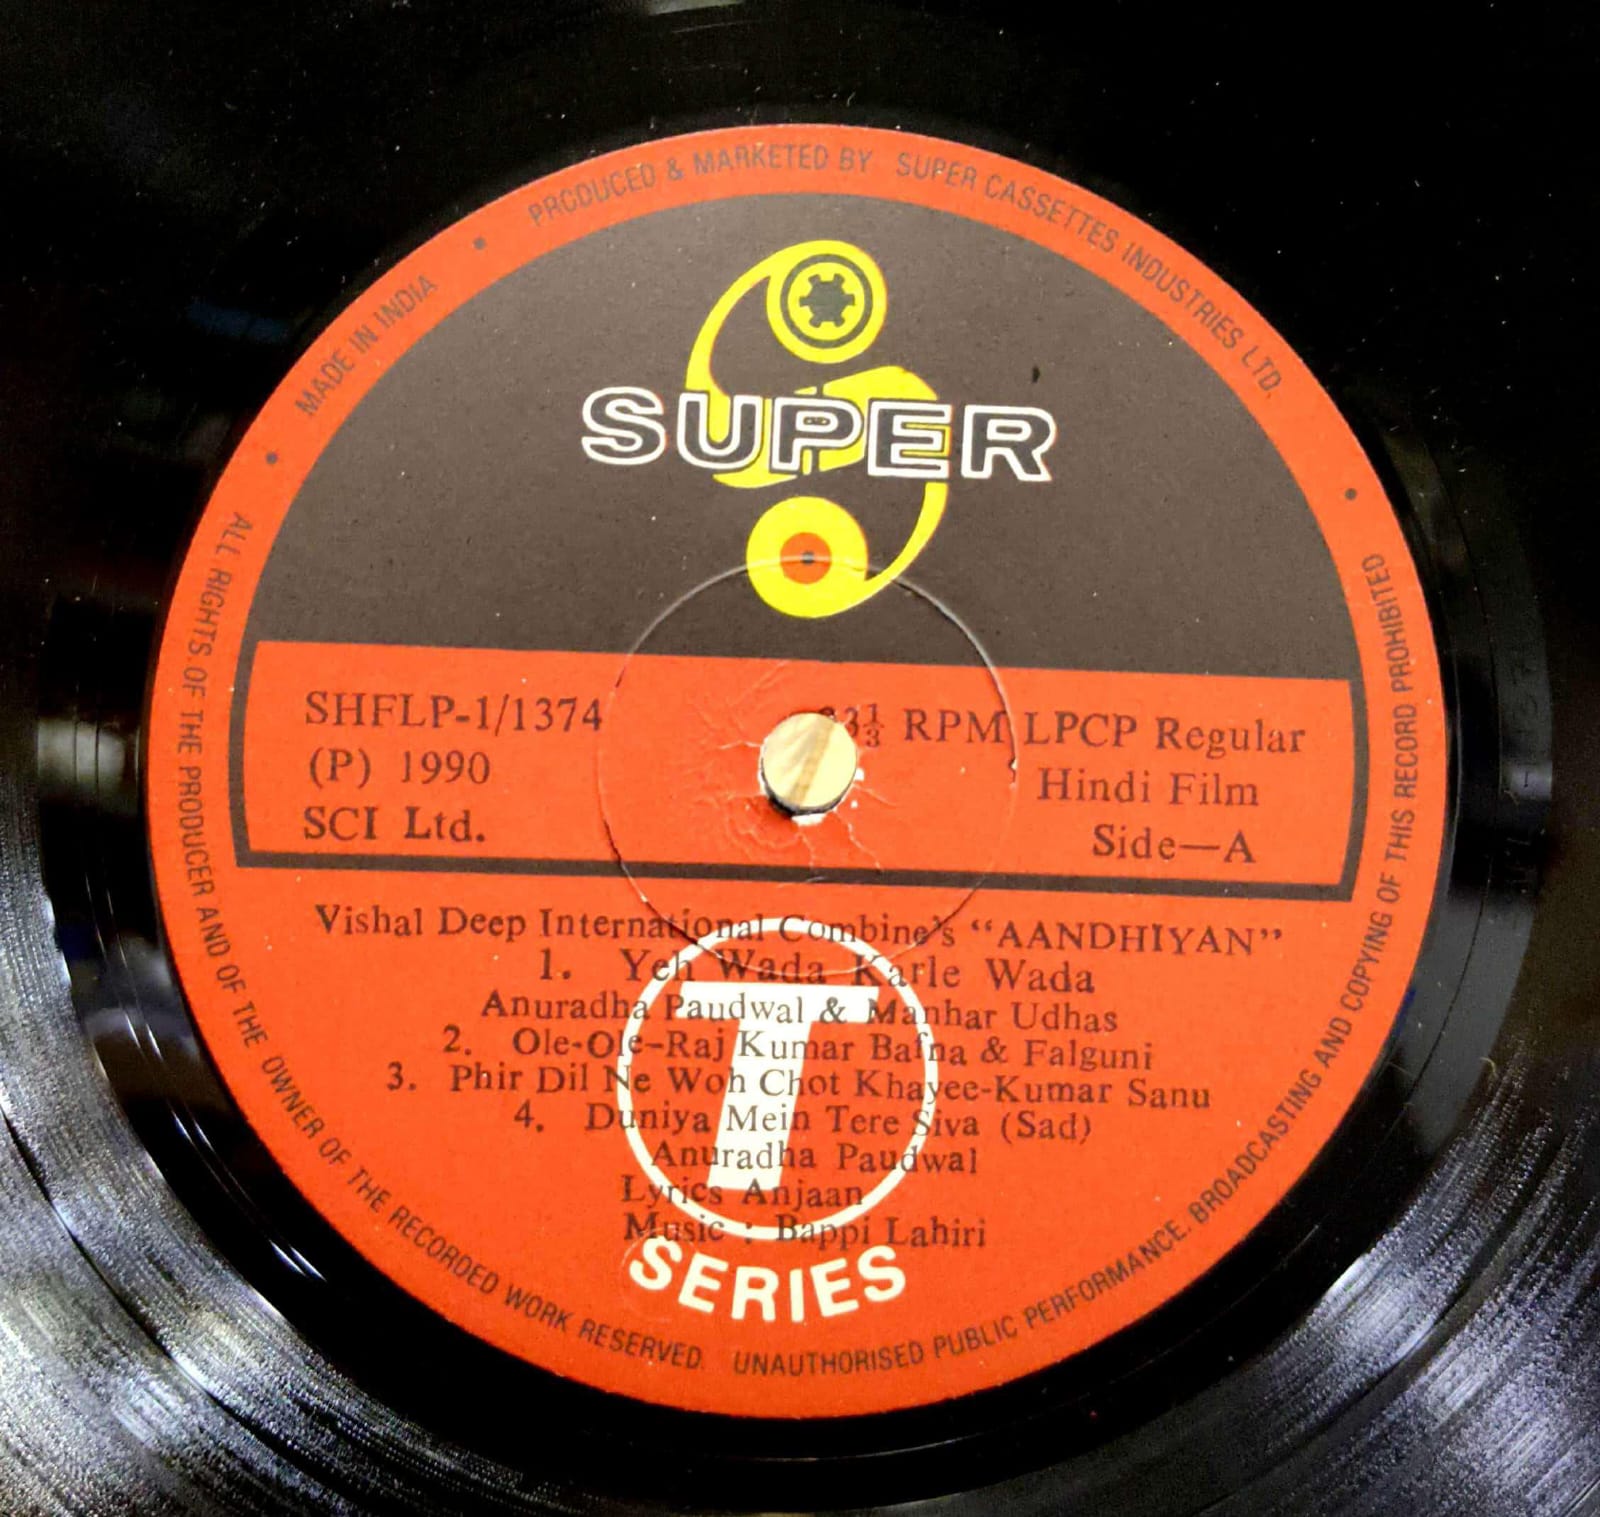 PRODUCED & MARKETED BY SUPER CASSETTES INDUSTRIES LTD.
MADE IN INDIA
SUPER
SHFLP-1/1374
33⅓ RPM LPCP Regular
(P) 1990
Hindi Film
SCI Ltd.
Side—A
Vishal Deep International Combine's "AANDHIYAN"
1. Yeh Wada Karle Wada
Anuradha Paudwal & Manhar Udhas
2. Ole-Ole-Raj Kumar Bafna & Falguni
3. Phir Dil Ne Woh Chot Khayee-Kumar Sanu
4. Duniya Mein Tere Siva (Sad)
Anuradha Paudwal
Lyrics Anjaan
Music : Bappi Lahiri
T
SERIES
ALL RIGHTS OF THE PRODUCER AND OF THE OWNER OF THE RECORDED WORK RESERVED. UNAUTHORISED PUBLIC PERFORMANCE. BROADCASTING AND COPYING OF THIS RECORD PROHIBITED